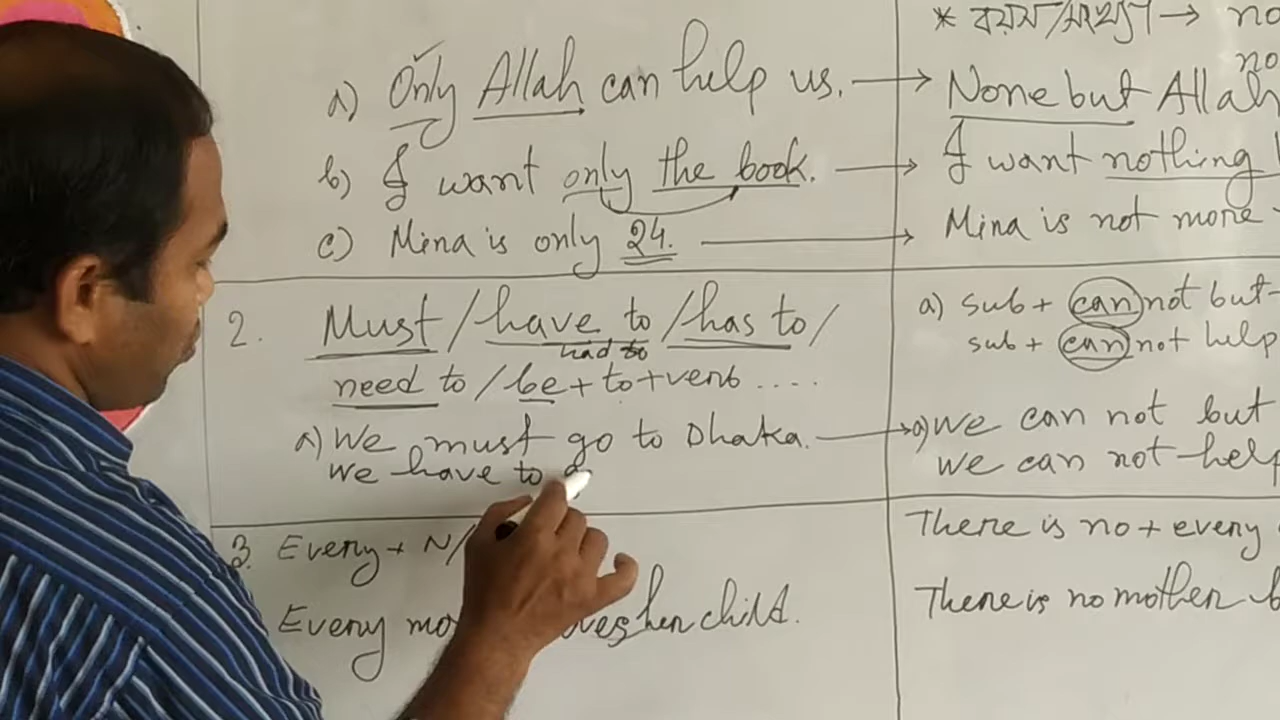 * বয়স/সংখ্যা → no
no
a) Only Allah can help us. → None but Allah
b) I want only the book. → I want nothing
c) Mina is only 24. → Mina is not more
2. Must / have to / has to /
had to
need to / be + to + verb ....
a) sub + can not but
sub + can not help
a) We must go to Dhaka. → a) We can not but
We have to g
We can not help
3. Every + N/
There is no + every
Every mo her child.
There is no mother b